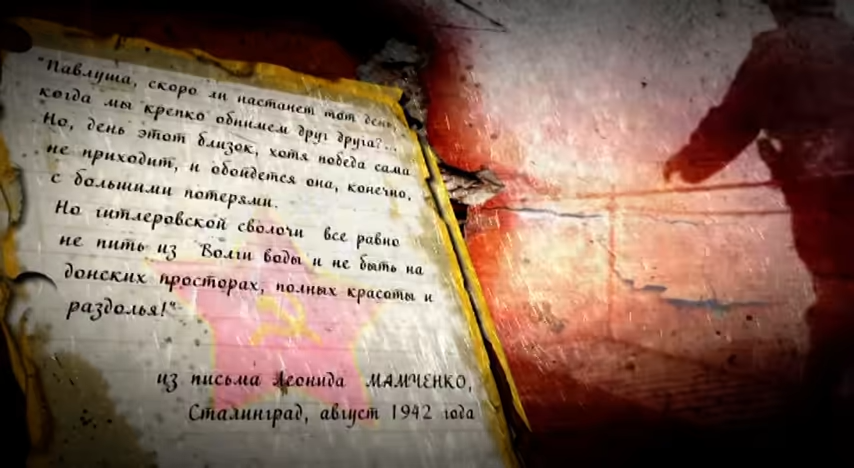 "Павлуша, скоро ли настанет тот день,
когда мы крепко обнимем друг друга?..
Но, день этот близок, хотя победа сама
не приходит, и обойдется она, конечно,
с большими потерями.
Но гитлеровской сволочи все равно
не пить из Волги воды и не быть на
донских просторах, полных красоты и
раздолья!"
из письма Леонида МАМЧЕНКО,
Сталинград, август 1942 года